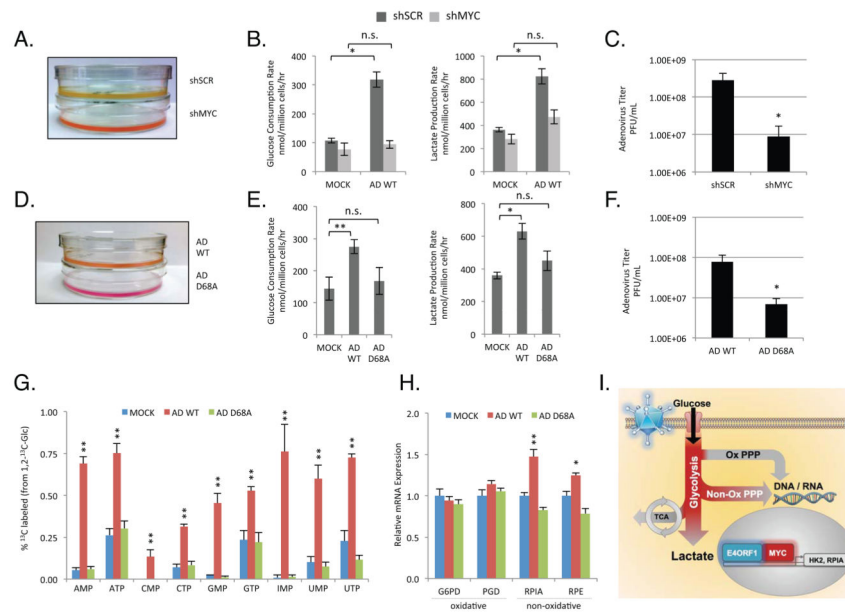 shSCR shMYC
A.
shSCR
shMYC
B.
Glucose Consumption Rate
nmol/million cells/hr
400
300
200
100
0
n.s.
*
MOCK AD WT
Lactate Production Rate
nmol/million cells/hr
1000
800
600
400
200
0
n.s.
*
MOCK AD WT
C.
Adenovirus Titer
PFU/mL
1.00E+09
1.00E+08
1.00E+07
1.00E+06
*
shSCR shMYC
D.
AD
WT
AD
D68A
E.
Glucose Consumption Rate
nmol/million cells/hr
400
300
200
100
0
n.s.
**
MOCK AD WT AD D68A
Lactate Production Rate
nmol/million cells/hr
800
600
400
200
0
n.s.
*
MOCK AD WT AD D68A
F.
Adenovirus Titer
PFU/mL
1.00E+09
1.00E+08
1.00E+07
1.00E+06
*
AD WT AD D68A
G.
MOCK AD WT AD D68A
% ¹³C labeled (from 1,2-¹³C-Glc)
1.00
0.75
0.50
0.25
0.00
** ** ** ** ** ** ** ** **
AMP ATP CMP CTP GMP GTP IMP UMP UTP
H.
MOCK AD WT AD D68A
Relative mRNA Expression
2.0
1.5
1.0
0.5
0.0
** *
G6PD PGD RPIA RPE
oxidative non-oxidative
I.
Glucose
Glycolysis
Ox PPP
Non-Ox PPP
DNA / RNA
TCA
Lactate
E4ORF1 MYC
HK2, RPIA